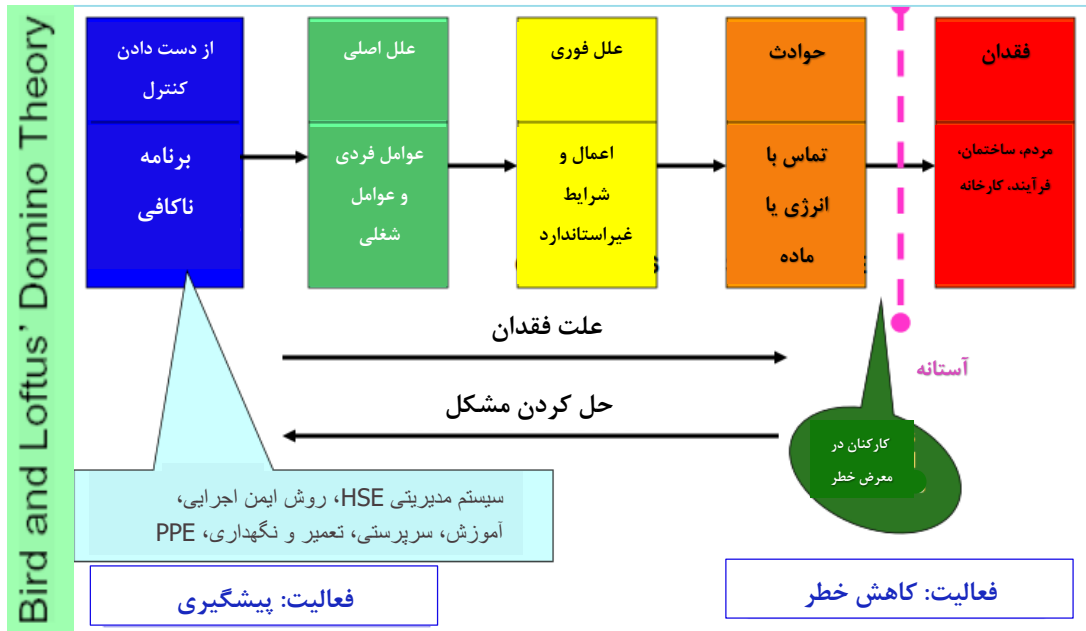 Bird and Loftus' Domino Theory
از دست دادن
کنترل
برنامه
ناکافی
علل اصلی
عوامل فردی
و عوامل
شغلی
علل فوری
اعمال و
شرایط
غیراستاندارد
حوادث
تماس با
انرژی یا
ماده
فقدان
مردم، ساختمان،
فرآیند، کارخانه
علت فقدان
حل کردن مشکل
آستانه
کارکنان در
معرض خطر
سیستم مدیریتی HSE، روش ایمن اجرایی،
آموزش، سرپرستی، تعمیر و نگهداری، PPE
فعالیت: پیشگیری
فعالیت: کاهش خطر